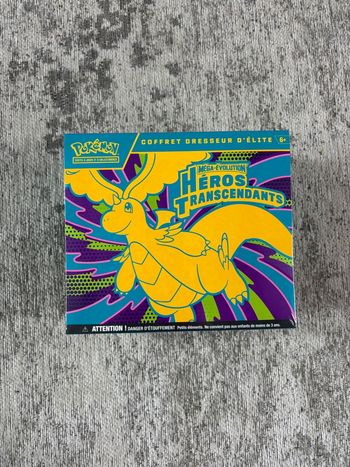 POKÉMON
COFFRET DRESSEUR D'ÉLITE 6+
MÉGA-ÉVOLUTION
HÉROS
TRANSCENDANTS
ATTENTION ! DANGER D'ÉTOUFFEMENT Petits éléments. Ne convient pas aux enfants de moins de 3 ans.